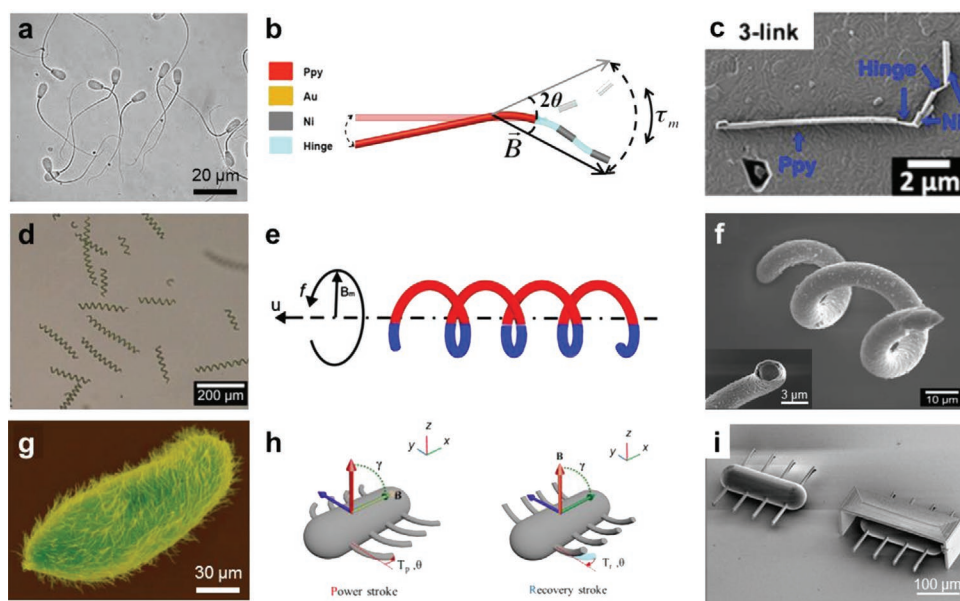 a
20 µm
b
Ppy
Au
Ni
Hinge
2θ
B
τm
c 3-link
Hinge
Ni
Ppy
2 µm
d
200 µm
e
f
Bm
u
f
3 µm
10 µm
g
30 µm
h
z
y x
B
γ
B
Tp ,θ
Power stroke
z
y x
B
γ
B
Tr ,θ
Recovery stroke
i
100 µm